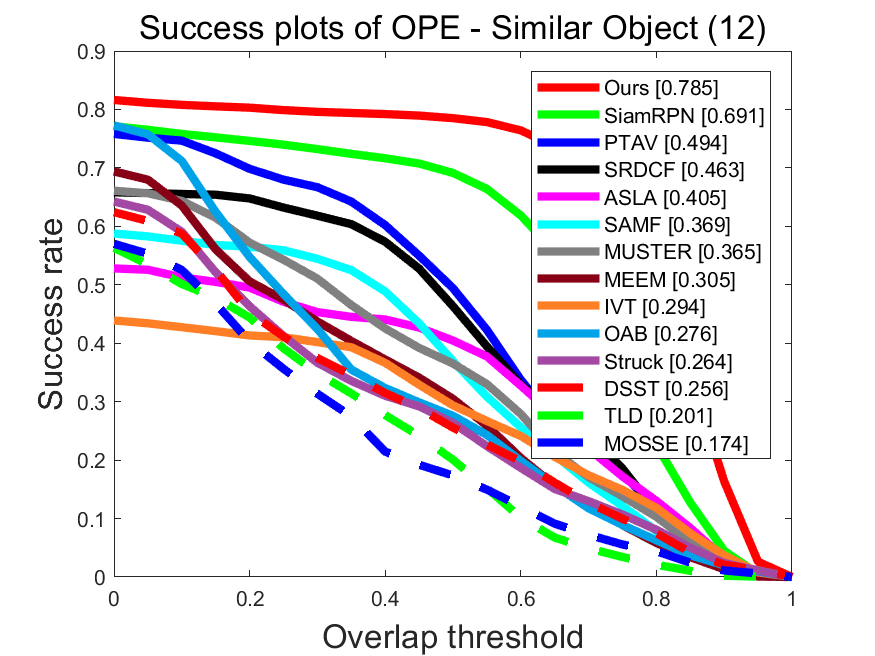 Success plots of OPE - Similar Object (12)
0.9
0.8
0.7
0.6
0.5
0.4
0.3
0.2
0.1
0
Success rate
Ours [0.785]
SiamRPN [0.691]
PTAV [0.494]
SRDCF [0.463]
ASLA [0.405]
SAMF [0.369]
MUSTER [0.365]
MEEM [0.305]
IVT [0.294]
OAB [0.276]
Struck [0.264]
DSST [0.256]
TLD [0.201]
MOSSE [0.174]
0 0.2 0.4 0.6 0.8 1
Overlap threshold